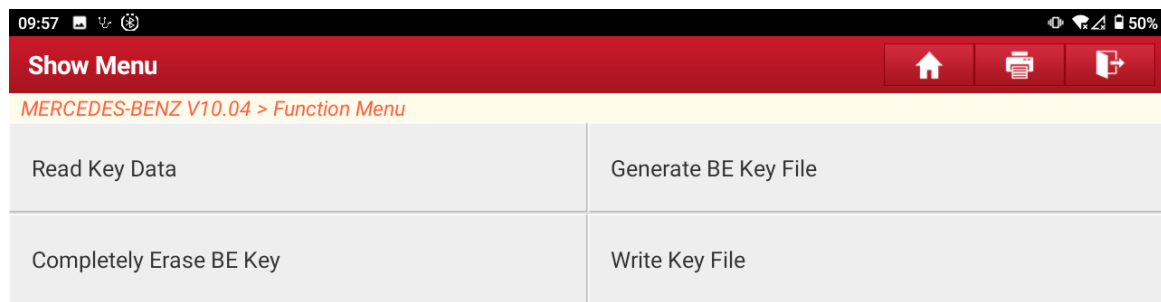 09:57 50%
Show Menu
MERCEDES-BENZ V10.04 > Function Menu
Read Key Data Generate BE Key File
Completely Erase BE Key Write Key File